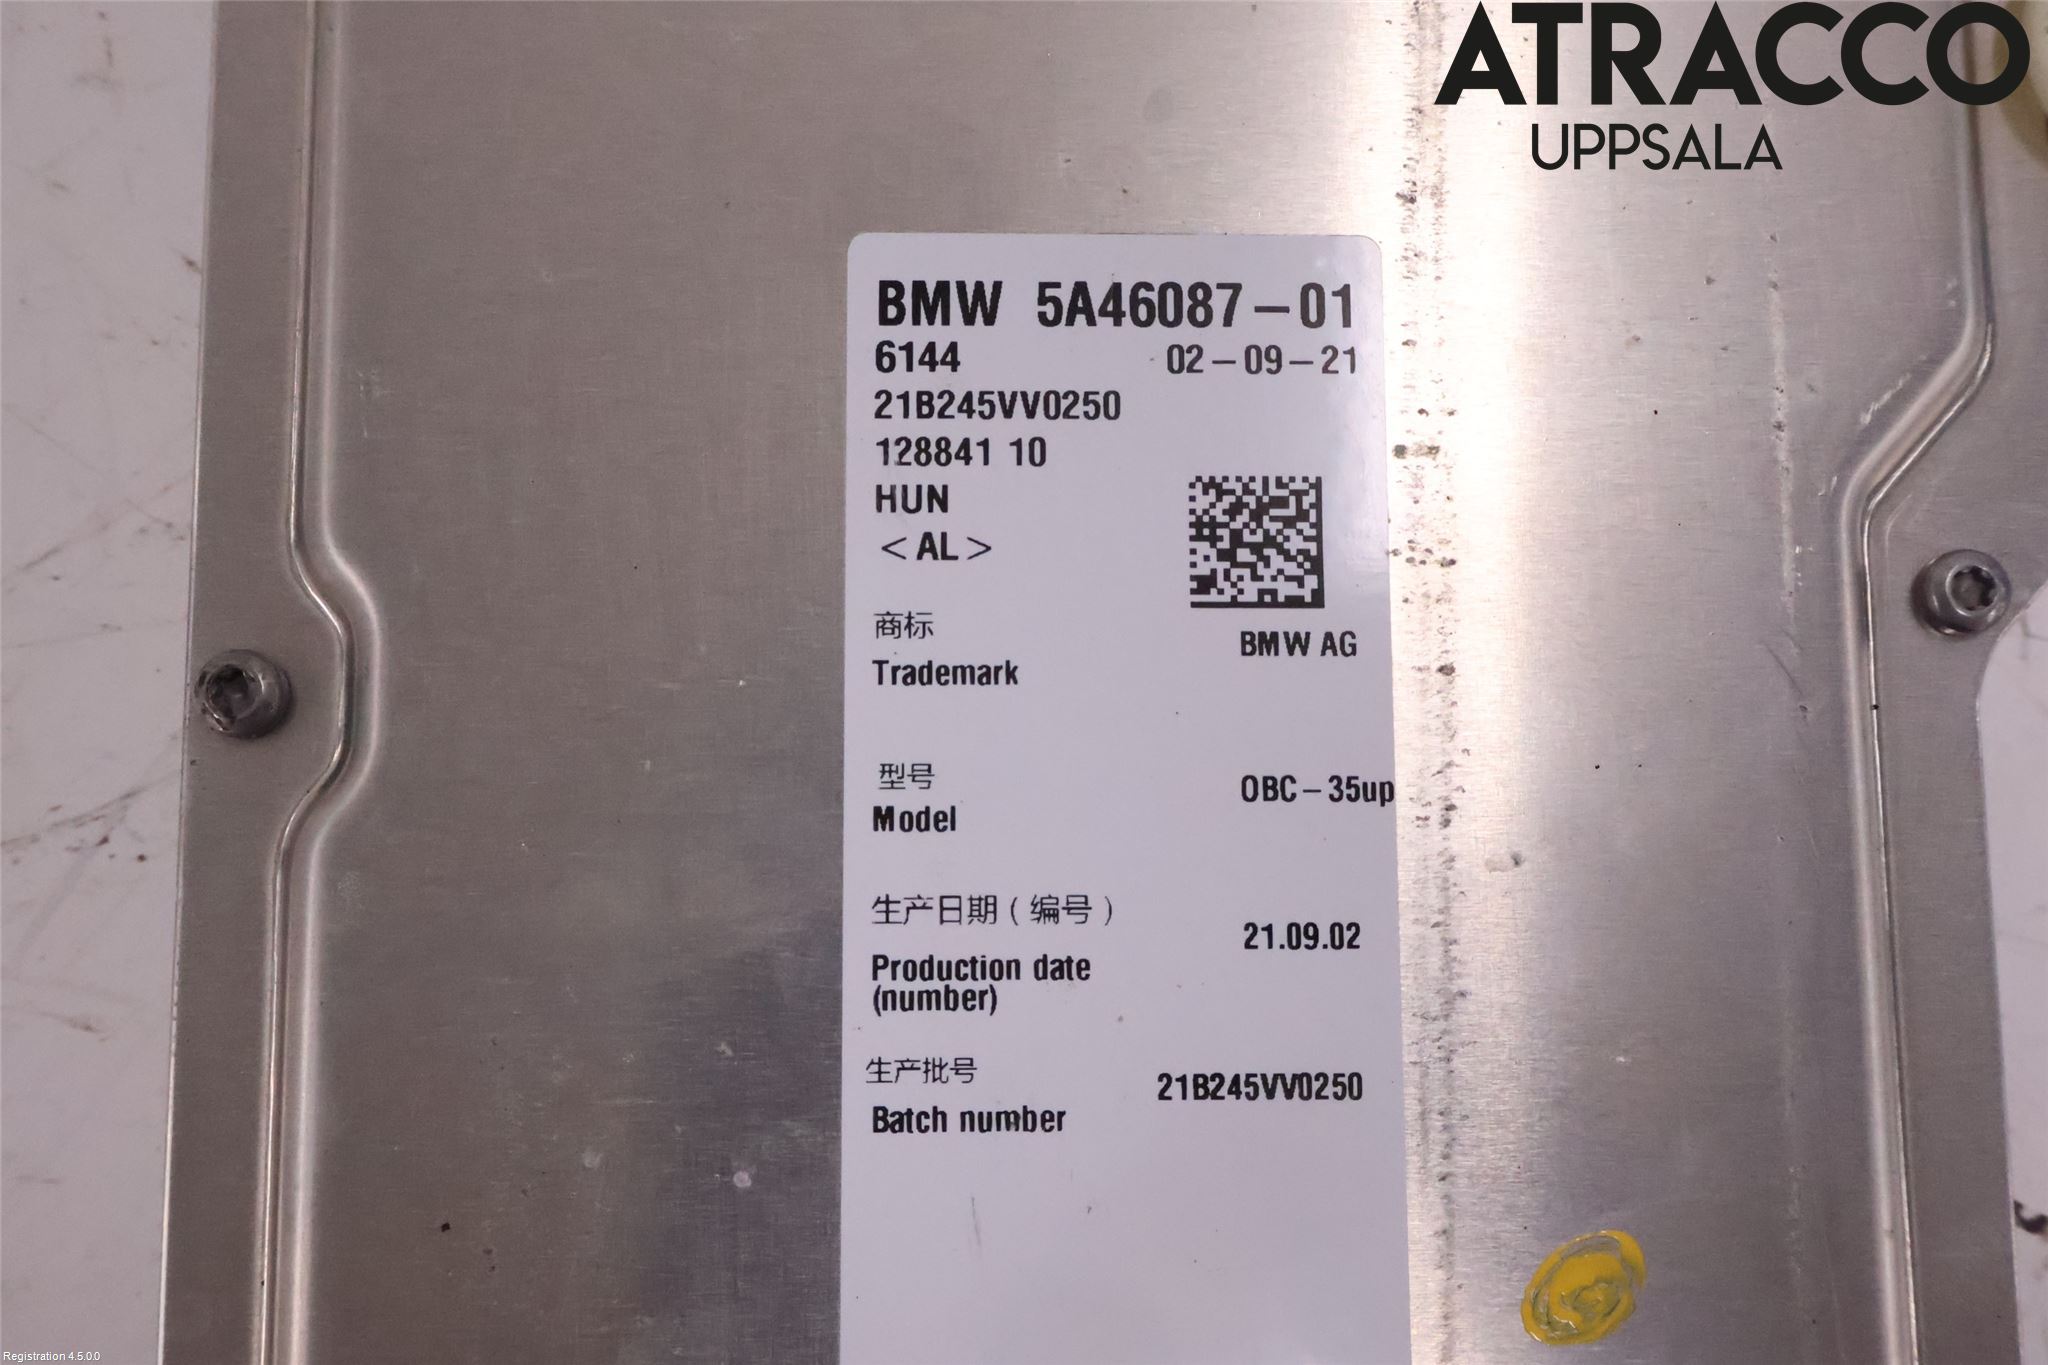 ATRACCO
UPPSALA
BMW 5A46087-01
6144 02-09-21
21B245VV0250
128841 10
HUN
<AL>
商标
BMW AG
Trademark
型号
OBC-35up
Model
生产日期(编号)
21.09.02
Production date
(number)
生产批号
21B245VV0250
Batch number
Registration 4.5.0.0